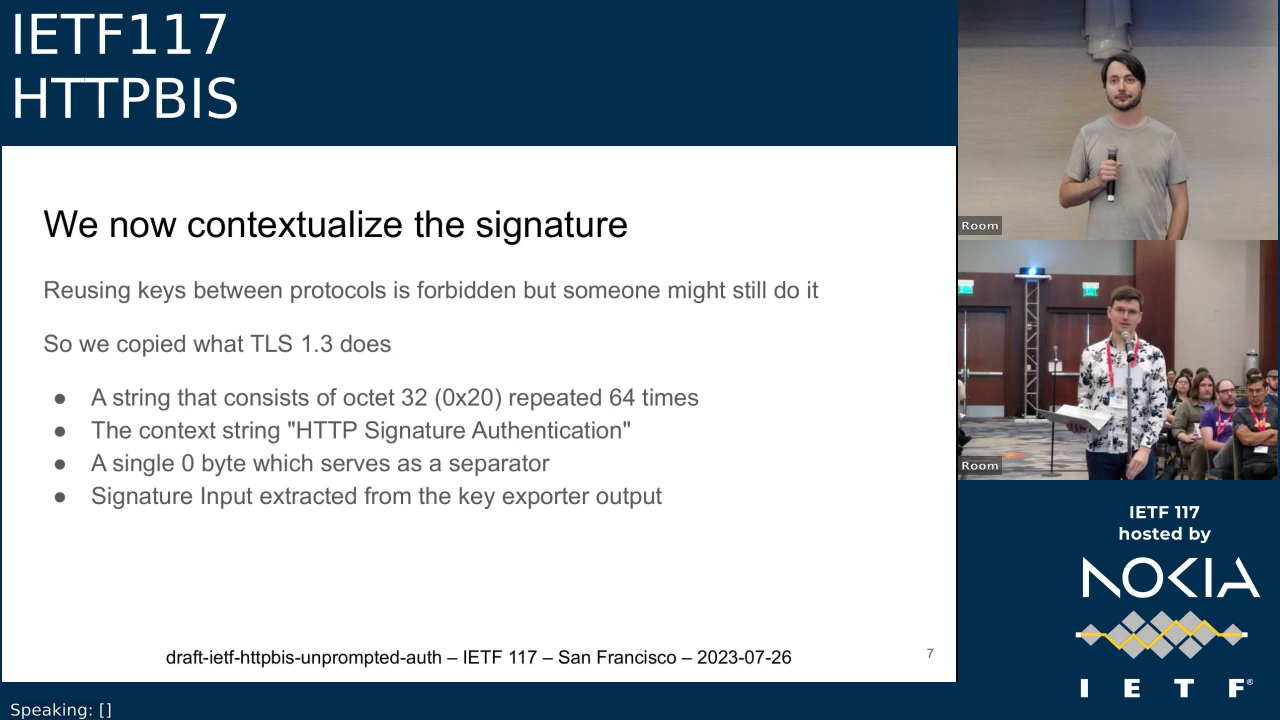 IETF117
HTTPBIS
We now contextualize the signature
Reusing keys between protocols is forbidden but someone might still do it
So we copied what TLS 1.3 does
● A string that consists of octet 32 (0x20) repeated 64 times
● The context string "HTTP Signature Authentication"
● A single 0 byte which serves as a separator
● Signature Input extracted from the key exporter output
draft-ietf-httpbis-unprompted-auth – IETF 117 – San Francisco – 2023-07-26
7
Room
Room
IETF 117
hosted by
NOKIA
I E T F®
Speaking: []